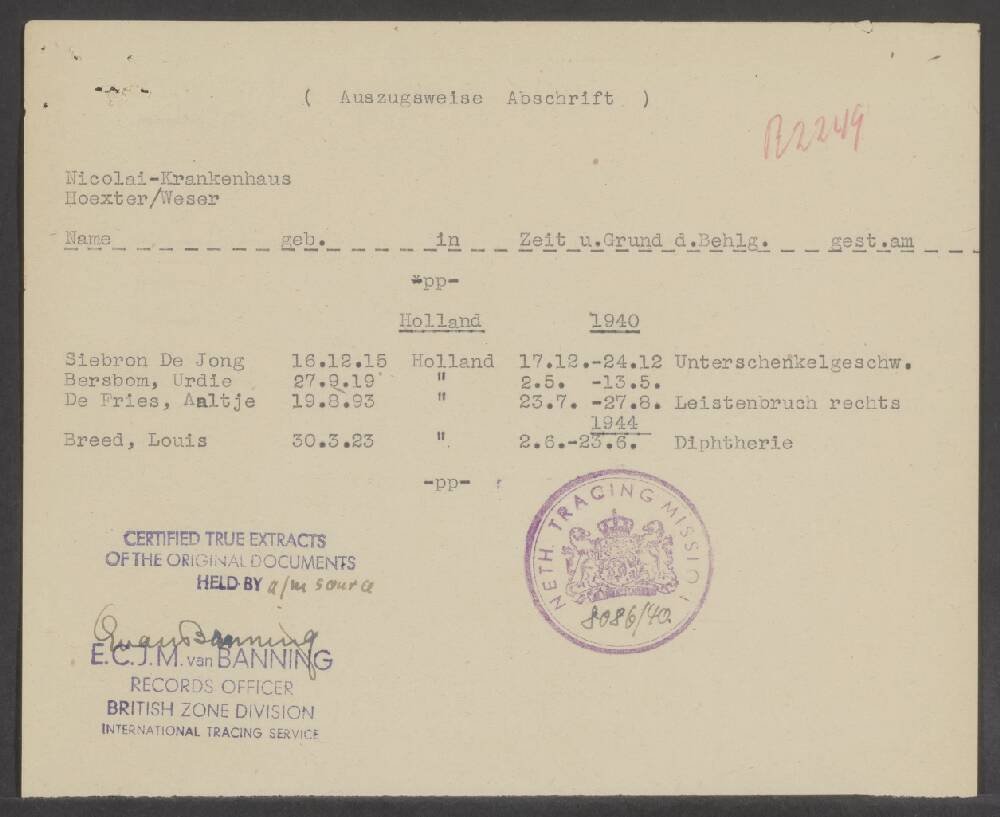 ( Auszugsweise Abschrift )
R2249
Nicolai-Krankenhaus
Hoexter/Weser
Name geb. in Zeit u.Grund d.Behlg. gest.am
-pp-
Holland 1940
Siebron De Jong 16.12.15 Holland 17.12.-24.12 Unterschenkelgeschw.
Bersbom, Urdie 27.9.19 " 2.5. -13.5.
De Fries, Aaltje 19.8.93 " 23.7. -27.8. Leistenbruch rechts
1944
Breed, Louis 30.3.23 " 2.6.-23.6. Diphtherie
-pp-
NETH. TRACING MISSIO
8086/40
CERTIFIED TRUE EXTRACTS
OF THE ORIGINAL DOCUMENTS
HELD BY a/m source
EvanBanning
E.C.J.M. van BANNING
RECORDS OFFICER
BRITISH ZONE DIVISION
INTERNATIONAL TRACING SERVICE